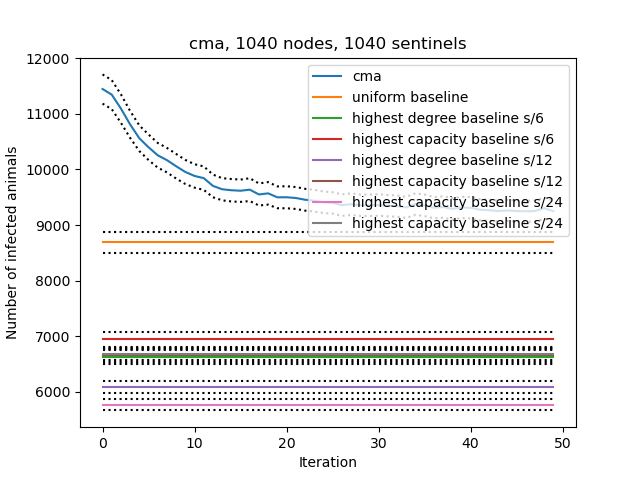 cma, 1040 nodes, 1040 sentinels
12000
11000
10000
9000
8000
7000
6000
Number of infected animals
cma
uniform baseline
highest degree baseline s/6
highest capacity baseline s/6
highest degree baseline s/12
highest capacity baseline s/12
highest capacity baseline s/24
highest capacity baseline s/24
0 10 20 30 40 50
Iteration